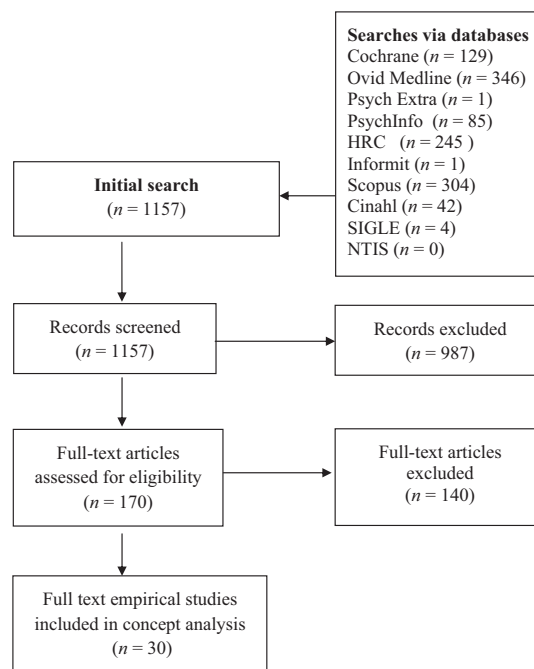 Searches via databases
Cochrane (n = 129)
Ovid Medline (n = 346)
Psych Extra (n = 1)
PsychInfo (n = 85)
HRC (n = 245 )
Informit (n = 1)
Scopus (n = 304)
Cinahl (n = 42)
SIGLE (n = 4)
NTIS (n = 0)
Initial search
(n = 1157)
Records screened
(n = 1157)
Records excluded
(n = 987)
Full-text articles
assessed for eligibility
(n = 170)
Full-text articles
excluded
(n = 140)
Full text empirical studies
included in concept analysis
(n = 30)